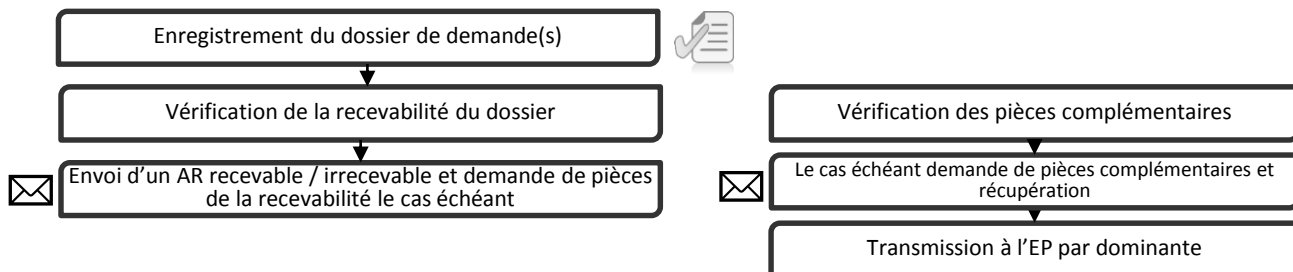 Enregistrement du dossier de demande(s)
Vérification de la recevabilité du dossier
Envoi d'un AR recevable / irrecevable et demande de pièces
de la recevabilité le cas échéant
Vérification des pièces complémentaires
Le cas échéant demande de pièces complémentaires et
récupération
Transmission à l'EP par dominante